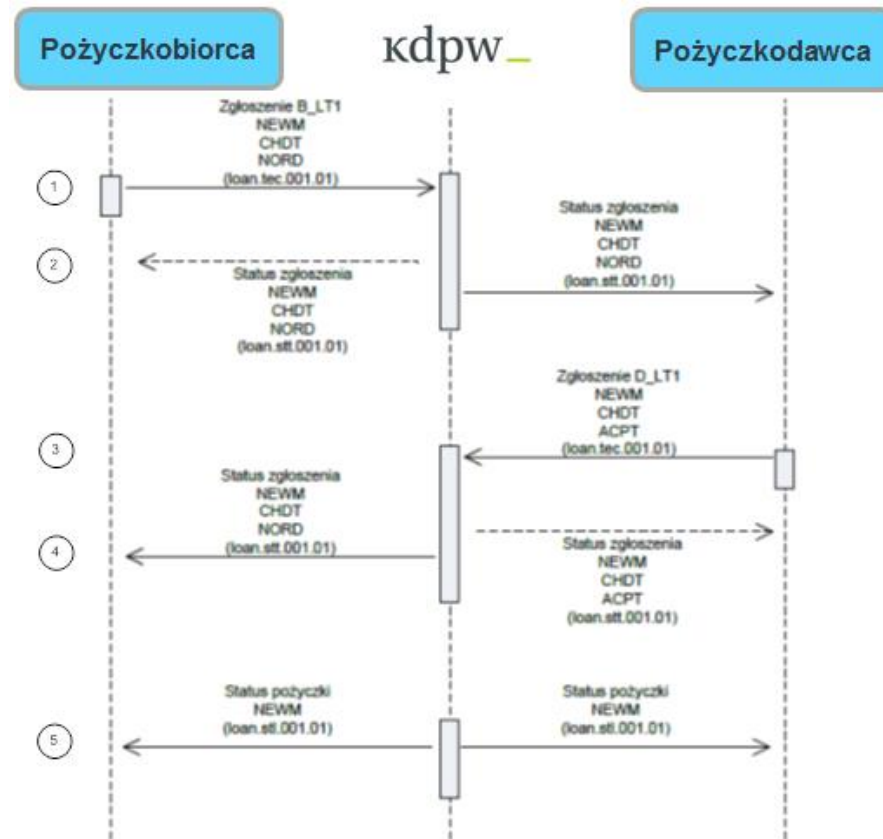 Pożyczkobiorca
kdpw_
Pożyczkodawca
Zgłoszenie B_LT1
NEWM
CHDT
NORD
(loan.tec.001.01)
1
Status zgłoszenia
NEWM
CHDT
NORD
(loan.stt.001.01)
2
Status zgłoszenia
NEWM
CHDT
NORD
(loan.stt.001.01)
Zgłoszenie D_LT1
NEWM
CHDT
ACPT
(loan.tec.001.01)
3
Status zgłoszenia
NEWM
CHDT
NORD
(loan.stt.001.01)
4
Status zgłoszenia
NEWM
CHDT
ACPT
(loan.stt.001.01)
Status pożyczki
NEWM
(loan.stl.001.01)
Status pożyczki
NEWM
(loan.stl.001.01)
5